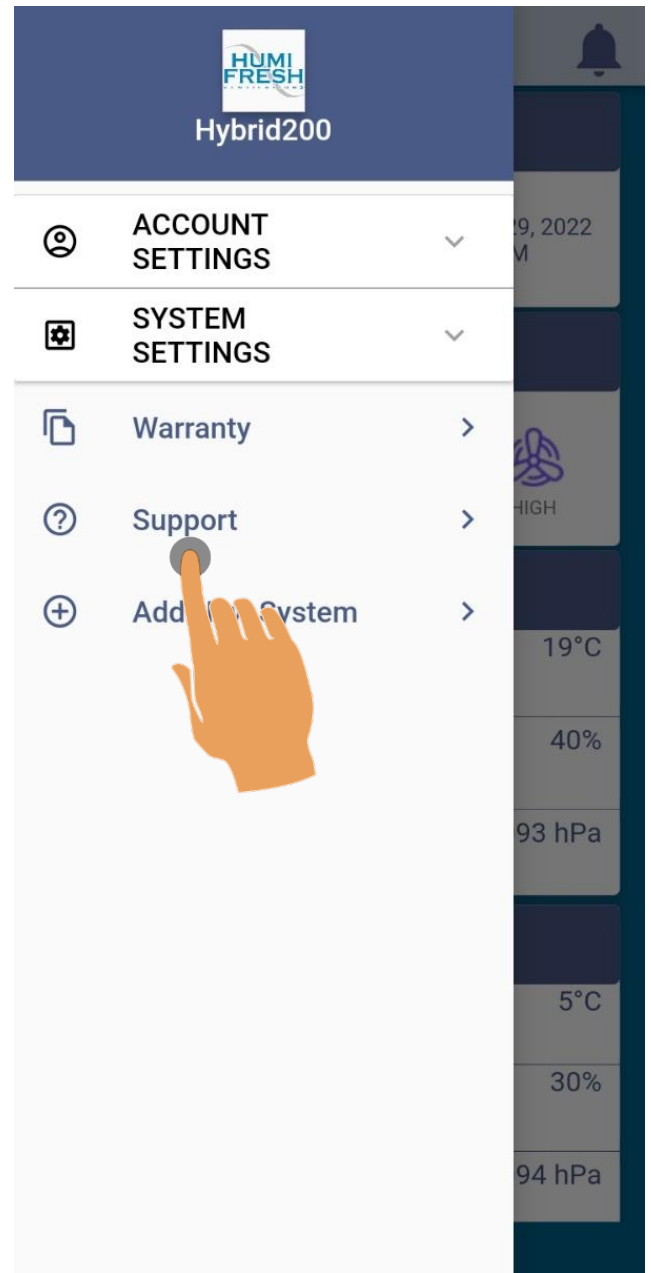 HUMI
FRESH
Hybrid200
ACCOUNT
SETTINGS
SYSTEM
SETTINGS
Warranty
Support
Add System
9, 2022
M
HIGH
19°C
40%
93 hPa
5°C
30%
94 hPa